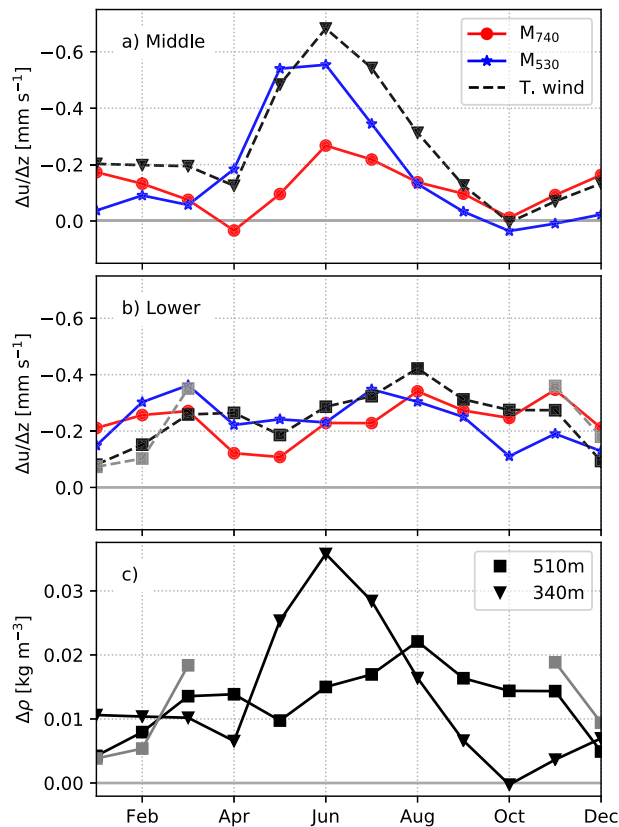 a) Middle
M740
M530
T. wind
Δu/Δz [mm s−1]
−0.6
−0.4
−0.2
0.0
b) Lower
Δu/Δz [mm s−1]
−0.6
−0.4
−0.2
0.0
c)
510m
340m
Δρ [kg m−3]
0.03
0.02
0.01
0.00
Feb Apr Jun Aug Oct Dec